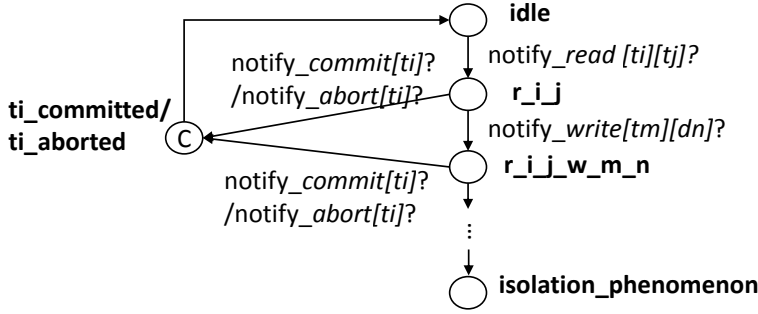 idle
notify_read [ti][tj]?
notify_commit[ti]?
/notify_abort[ti]?
r_i_j
ti_committed/
ti_aborted
C
notify_write[tm][dn]?
r_i_j_w_m_n
notify_commit[ti]?
/notify_abort[ti]?
...
isolation_phenomenon